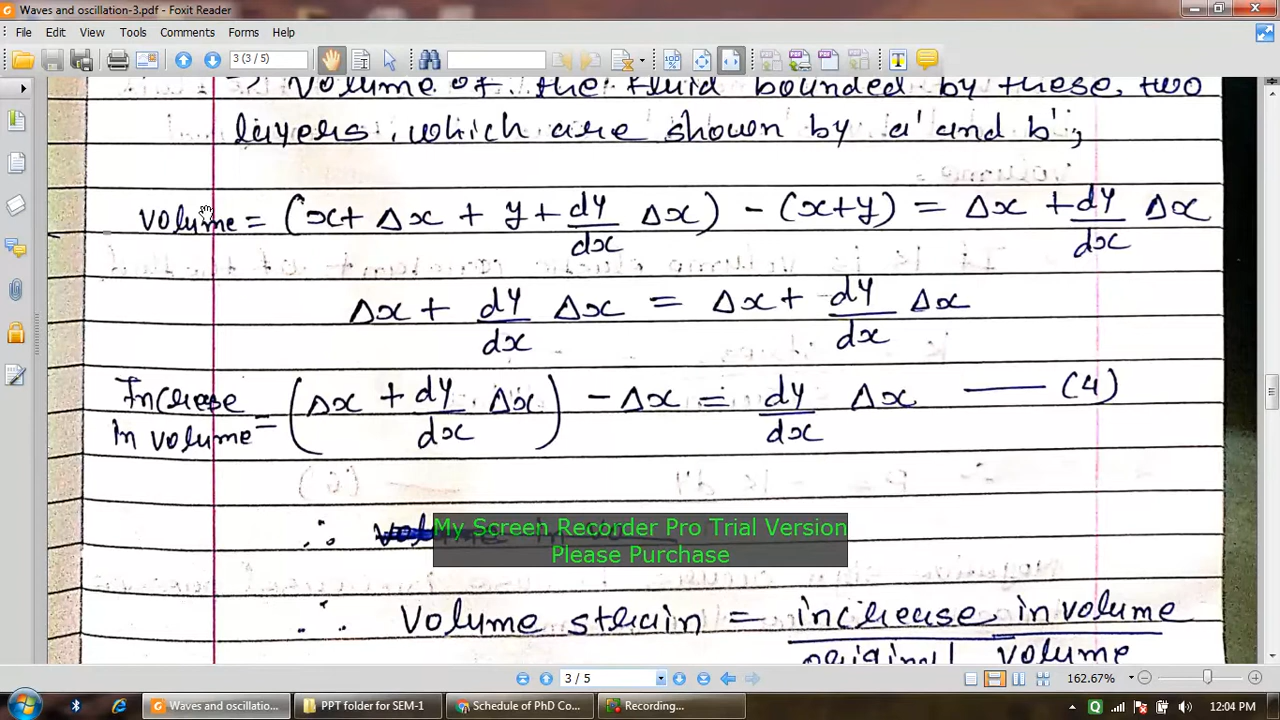 Waves and oscillation-3.pdf - Foxit Reader
File Edit View Tools Comments Forms Help
3 (3 / 5)
Volume of the fluid bounded by these two
layers, which are shown by a' and b';
volume = (x+ Δx + y + dy/dx Δx) - (x+y) = Δx + dy/dx Δx
Δx + dy/dx Δx = Δx + dy/dx Δx
Increase in volume = (Δx + dy/dx . Δx) - Δx = dy/dx Δx —— (4)
∴
My Screen Recorder Pro Trial Version
Please Purchase
∴ Volume strain = increase in volume
original volume
3 / 5
162.67%
Waves and oscillatio...
PPT folder for SEM-1
Schedule of PhD Co...
Recording...
12:04 PM